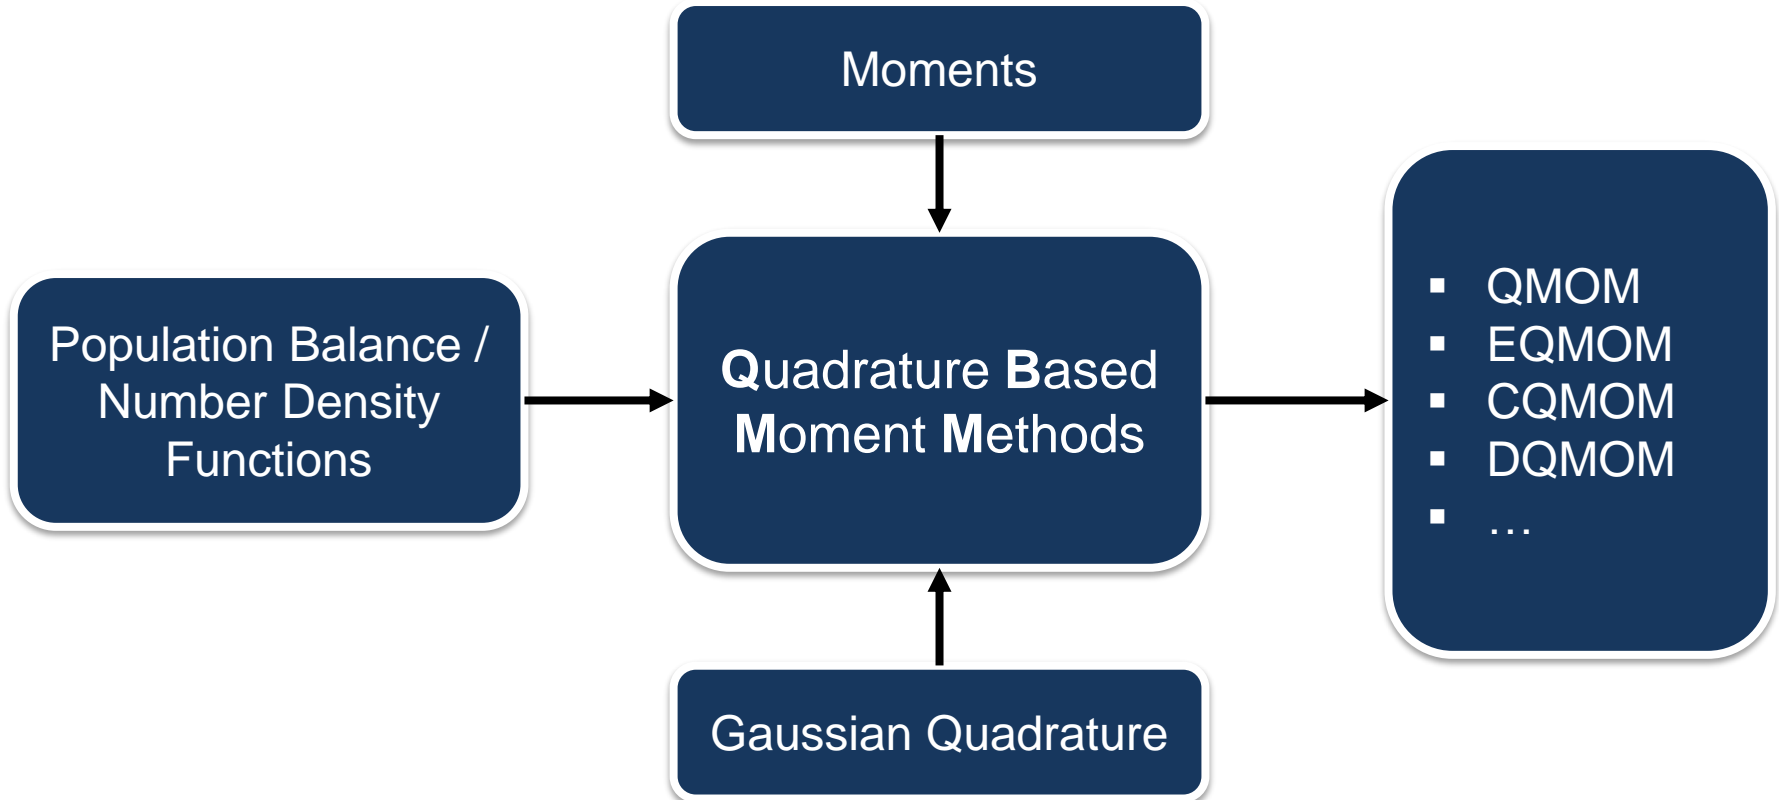 Moments
Population Balance /
Number Density
Functions
Quadrature Based
Moment Methods
Gaussian Quadrature
▪ QMOM
▪ EQMOM
▪ CQMOM
▪ DQMOM
▪ …